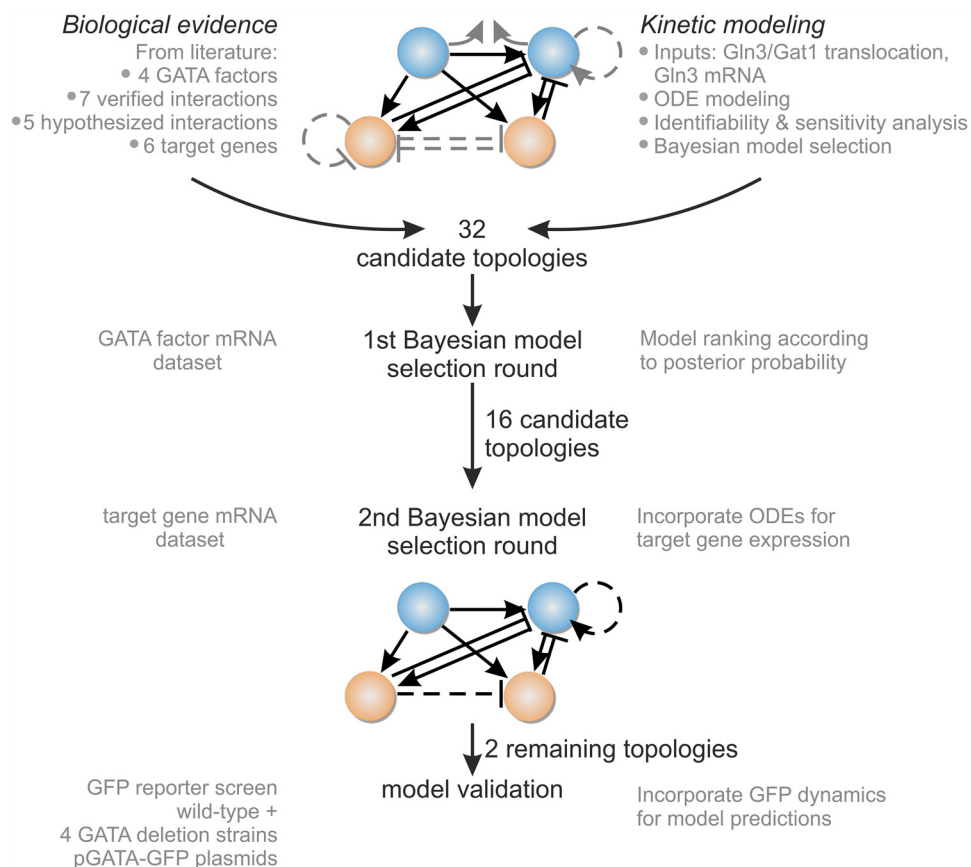 Biological evidence
From literature:
• 4 GATA factors
• 7 verified interactions
• 5 hypothesized interactions
• 6 target genes
Kinetic modeling
• Inputs: Gln3/Gat1 translocation,
Gln3 mRNA
• ODE modeling
• Identifiability & sensitivity analysis
• Bayesian model selection
32
candidate topologies
GATA factor mRNA
dataset
1st Bayesian model
selection round
Model ranking according
to posterior probability
16 candidate
topologies
target gene mRNA
dataset
2nd Bayesian model
selection round
Incorporate ODEs for
target gene expression
2 remaining topologies
GFP reporter screen
wild-type +
4 GATA deletion strains
pGATA-GFP plasmids
model validation
Incorporate GFP dynamics
for model predictions